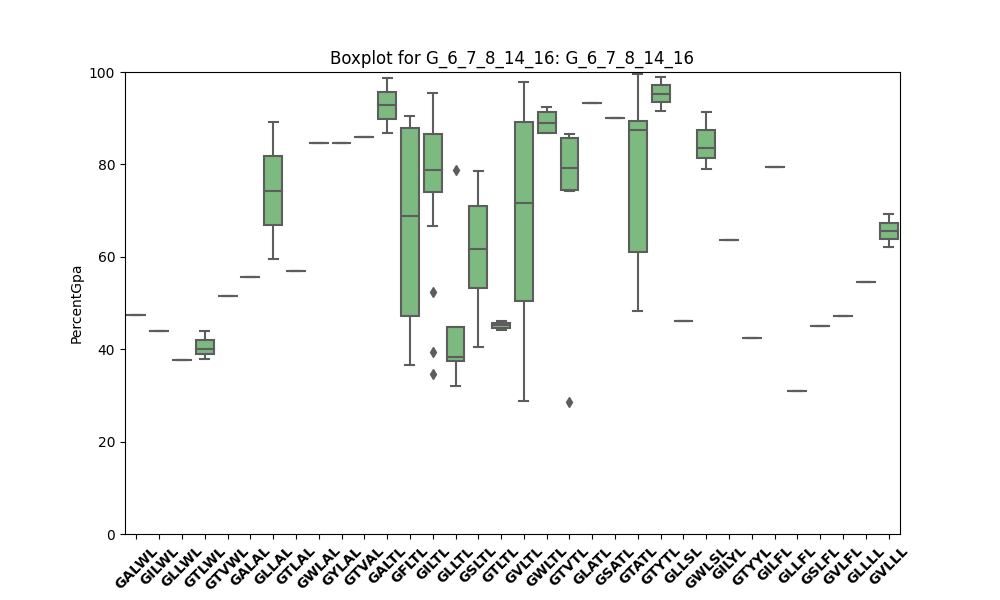 Boxplot for G_6_7_8_14_16: G_6_7_8_14_16
PercentGpa
100
80
60
40
20
0
GALWL
GILWL
GLLWL
GTLWL
GTVWL
GALAL
GLLAL
GTLAL
GWLAL
GYLAL
GTVAL
GALTL
GFLTL
GILTL
GLLTL
GSLTL
GTLTL
GVLTL
GWLTL
GTVTL
GLATL
GSATL
GTATL
GTYTL
GLLSL
GWLSL
GILYL
GTYYL
GILFL
GLLFL
GSLFL
GVLFL
GLLLL
GVLLL